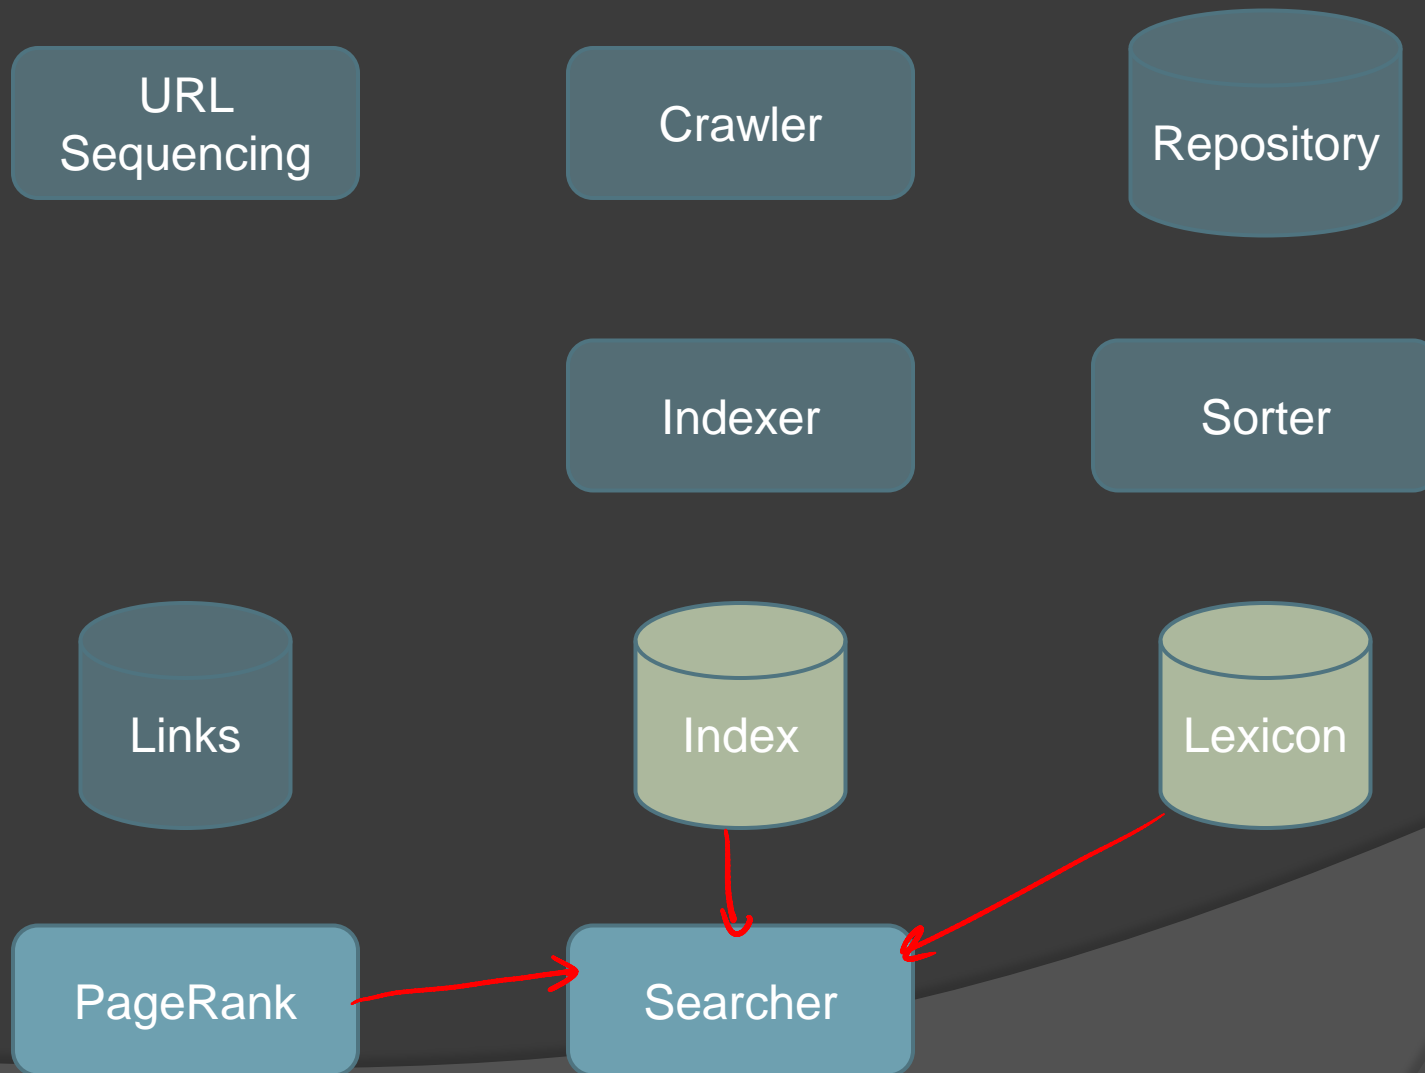 URL
Sequencing
Crawler
Repository
Indexer
Sorter
Links
Index
Lexicon
PageRank
Searcher